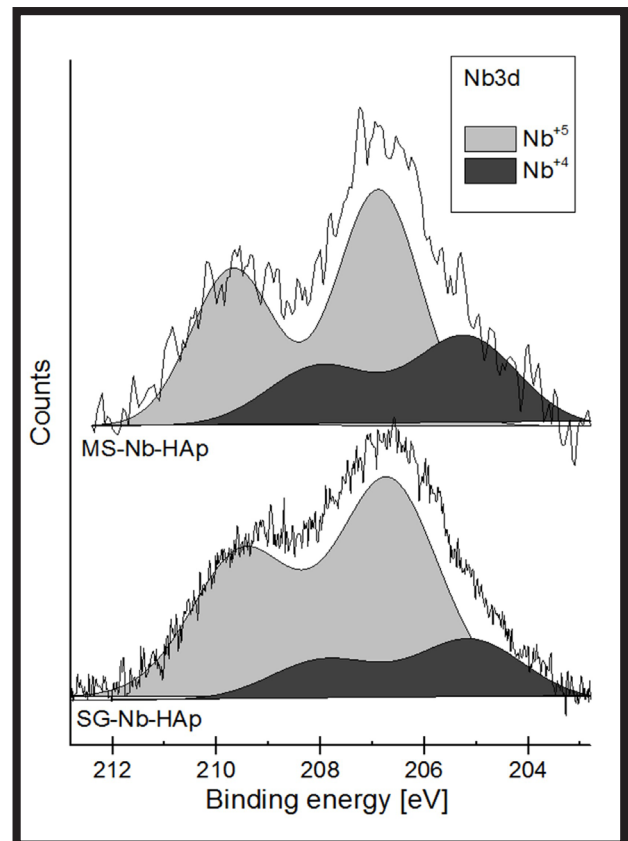 Nb3d
Nb+5
Nb+4
Counts
MS-Nb-HAp
SG-Nb-HAp
212 210 208 206 204
Binding energy [eV]